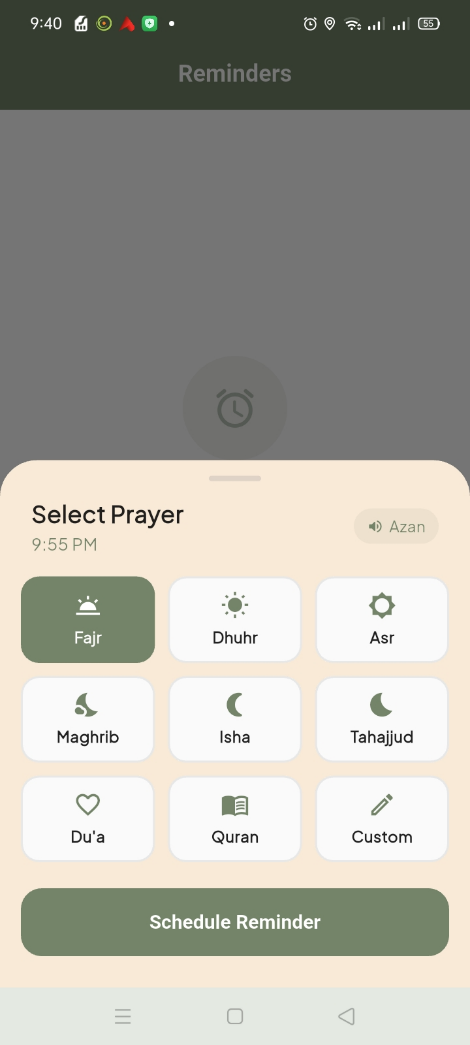 9:40
55
Reminders
Select Prayer
9:55 PM
Azan
Fajr
Dhuhr
Asr
Maghrib
Isha
Tahajjud
Du'a
Quran
Custom
Schedule Reminder